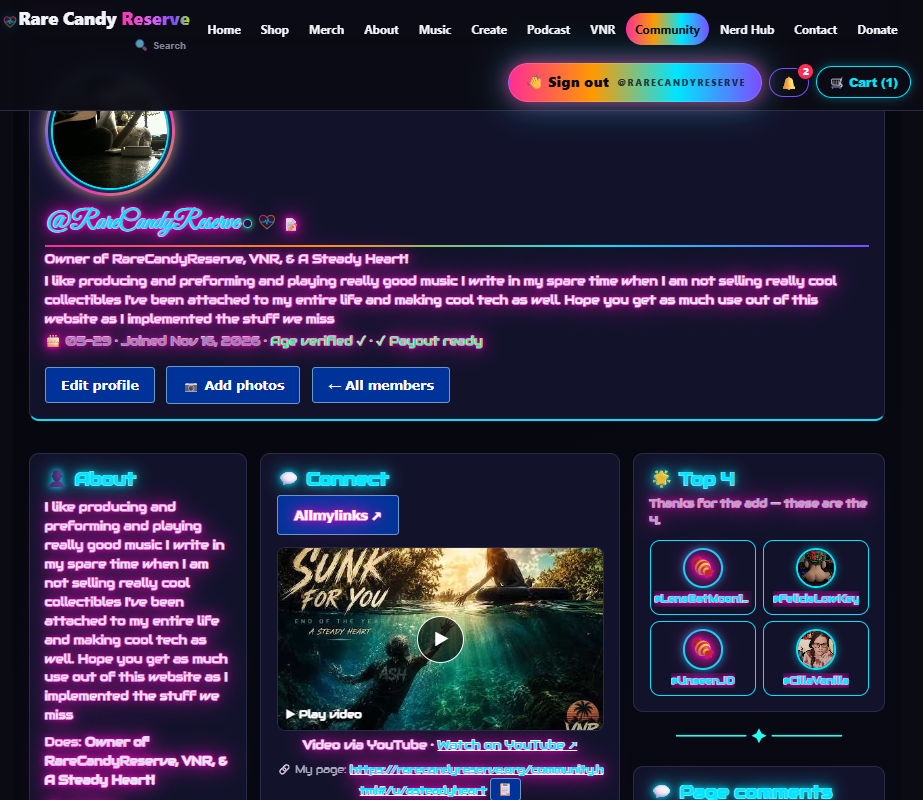 Rare Candy Reserve
Home Shop Merch About Music Create Podcast VNR Community Nerd Hub Contact Donate
Search
Sign out @RARECANDYRESERVE
2
Cart (1)
@RareCandyReserve
Owner of RareCandyReserve, VNR, & A Steady Heart!
I like producing and preforming and playing really good music I write in my spare time when I am not selling really cool
collectibles I've been attached to my entire life and making cool tech as well. Hope you get as much use out of this
website as I implemented the stuff we miss
05-29 · Joined Nov 16, 2026 · Age verified ✓ · ✓ Payout ready
Edit profile
Add photos
← All members
About
I like producing and
preforming and playing
really good music I write in
my spare time when I am
not selling really cool
collectibles I've been
attached to my entire life
and making cool tech as
well. Hope you get as much
use out of this website as I
implemented the stuff we
miss
Does: Owner of
RareCandyReserve, VNR, &
A Steady Heart!
Connect
Allmylinks ↗
SUNK
FOR YOU
END OF THE YEAR
A STEADY HEART
ASH
▶ Play video
VNR
Video via YouTube · Watch on YouTube ↗
My page: https://rarecandyreserve.org/community.h
tml#/u/asteadyheart
Top 4
Thanks for the add — these are the
4.
@FeliciaLowKey
@Unseen_JD
@CillaVanilla
Page comments